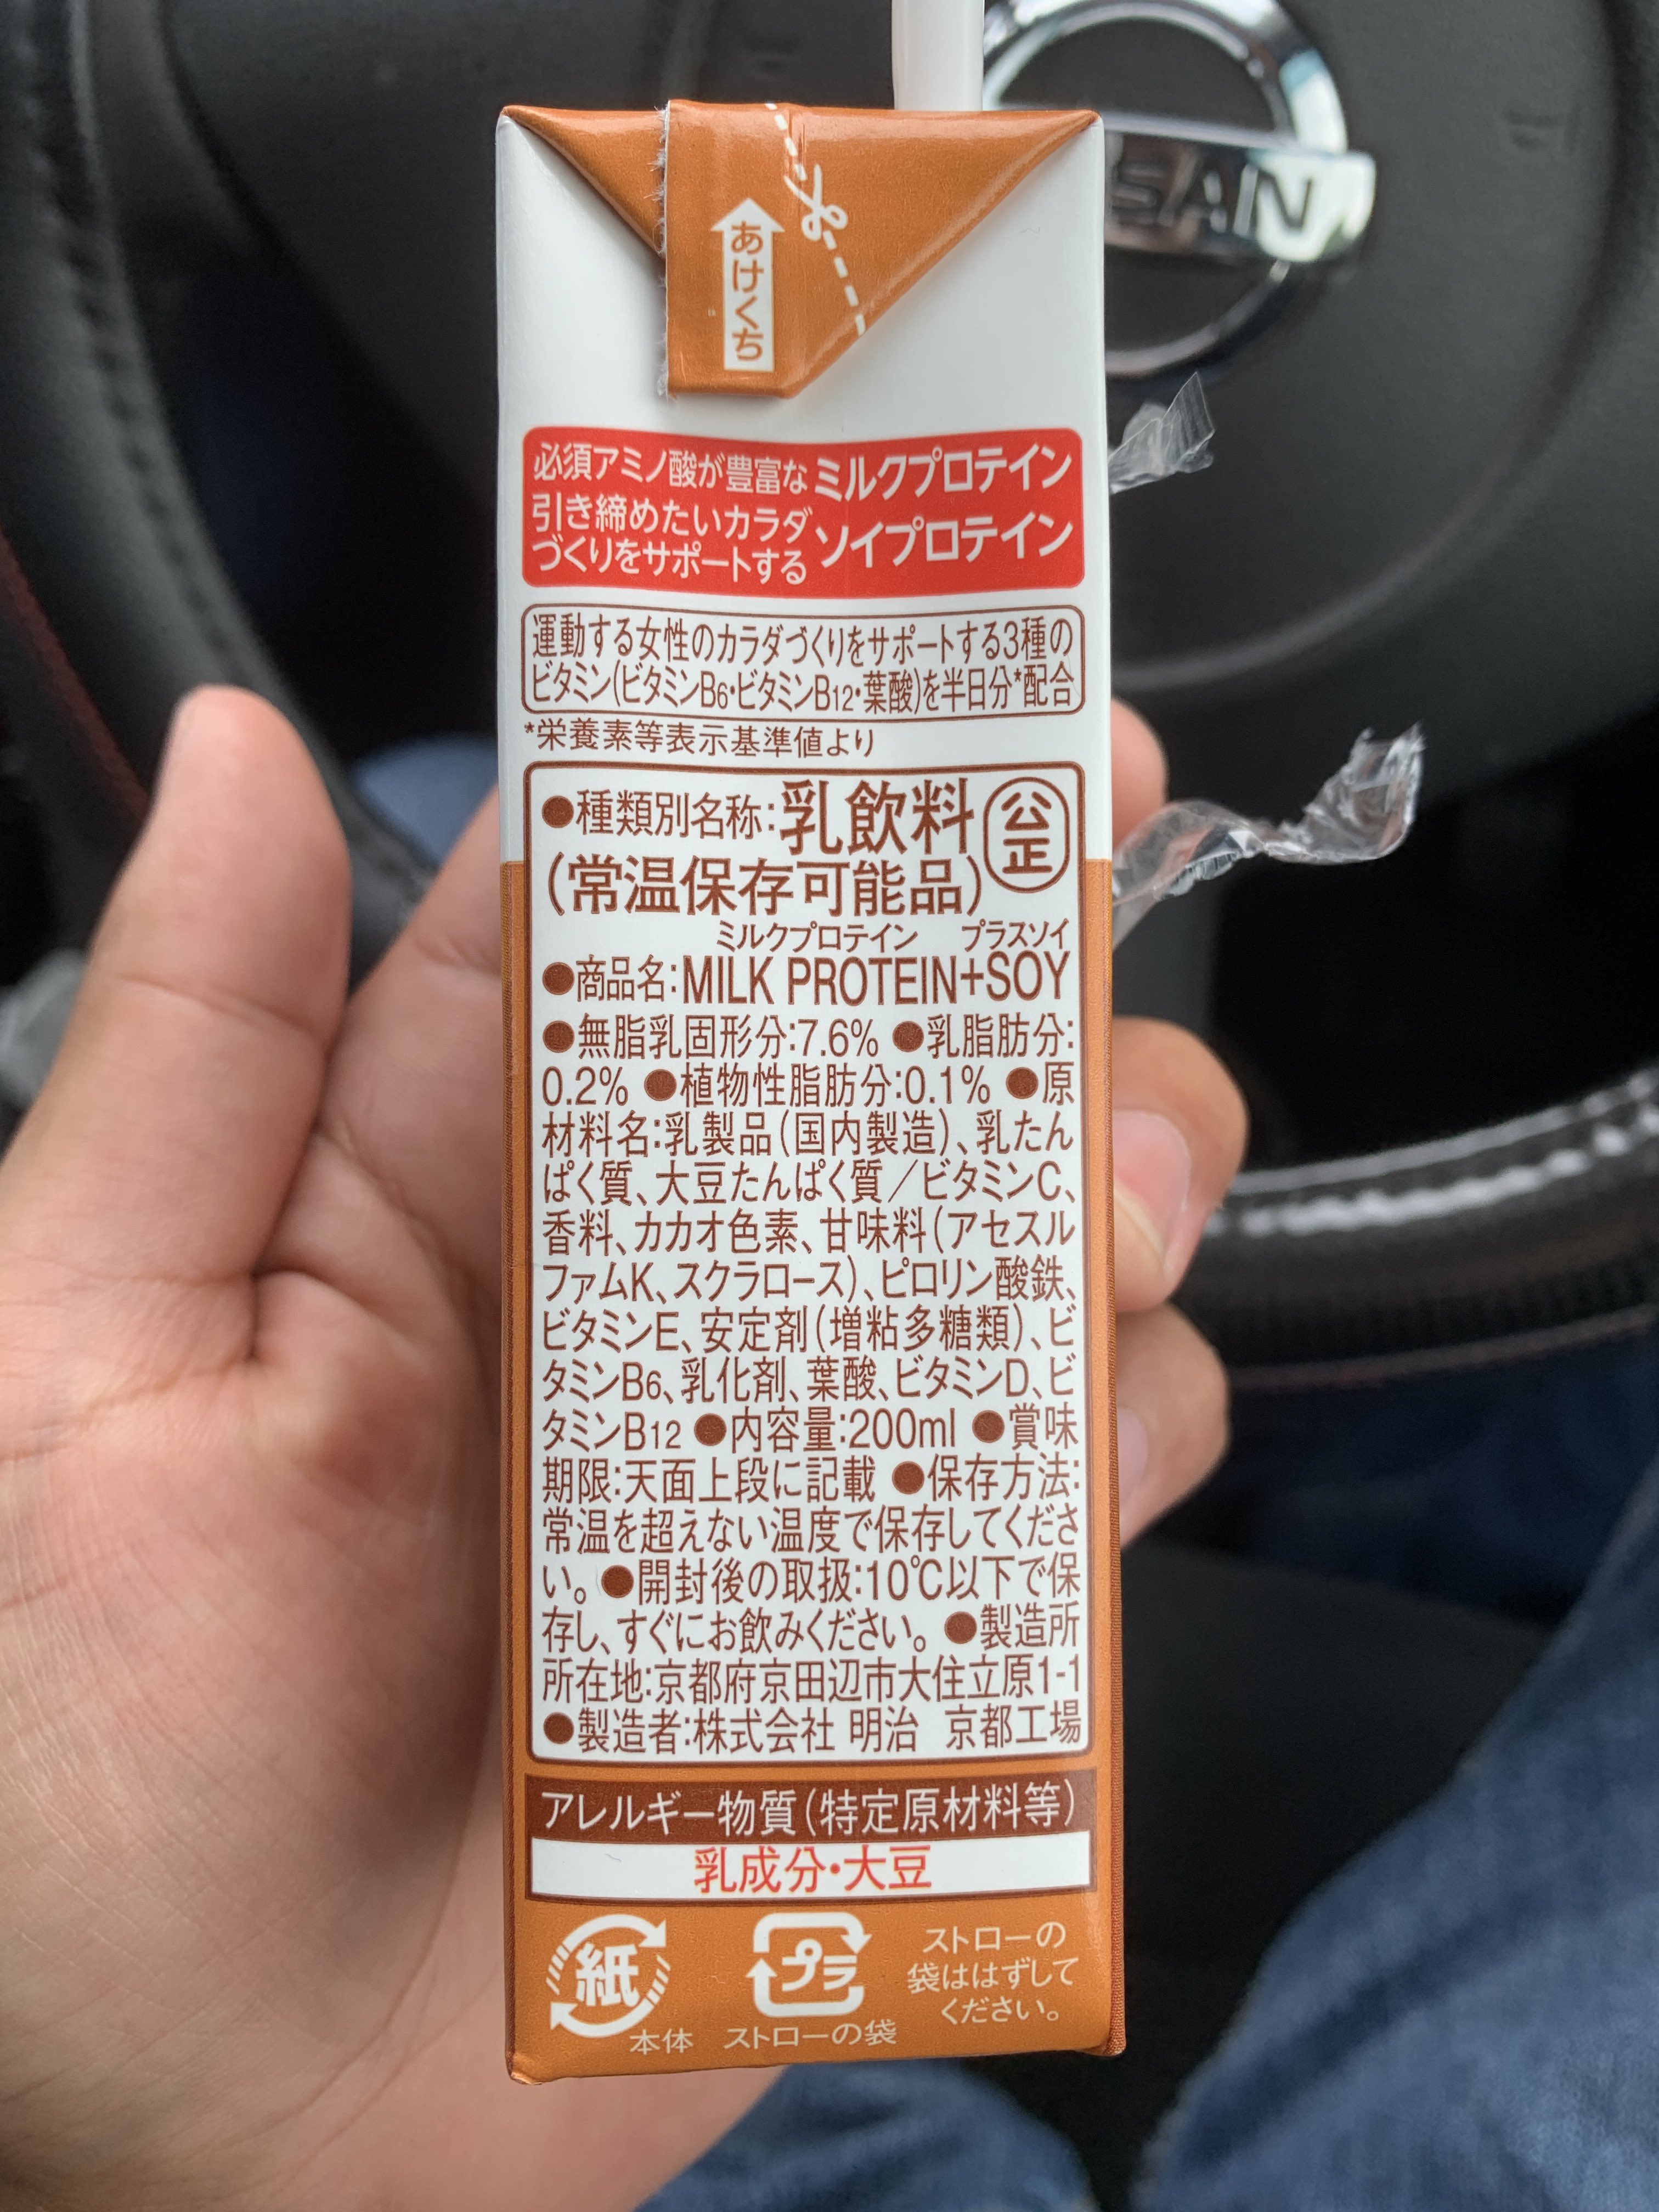 SAN
あけくち
必須アミノ酸が豊富なミルクプロテイン
引き締めたいカラダ
づくりをサポートする ソイプロテイン
運動する女性のカラダづくりをサポートする3種の
ビタミン(ビタミンB6・ビタミンB12・葉酸)を半日分*配合
*栄養素等表示基準値より
●種類別名称:乳飲料 公正
(常温保存可能品)
ミルクプロテイン プラスソイ
●商品名:MILK PROTEIN+SOY
●無脂乳固形分:7.6% ●乳脂肪分:
0.2% ●植物性脂肪分:0.1% ●原
材料名:乳製品(国内製造)、乳たん
ぱく質、大豆たんぱく質/ビタミンC、
香料、カカオ色素、甘味料(アセスル
ファムK、スクラロース)、ピロリン酸鉄、
ビタミンE、安定剤(増粘多糖類)、ビ
タミンB6、乳化剤、葉酸、ビタミンD、ビ
タミンB12 ●内容量:200ml ●賞味
期限:天面上段に記載 ●保存方法:
常温を超えない温度で保存してくださ
い。●開封後の取扱:10℃以下で保
存し、すぐにお飲みください。●製造所
所在地:京都府京田辺市大住立原1-1
●製造者:株式会社 明治 京都工場
アレルギー物質(特定原材料等)
乳成分・大豆
紙
本体
プラ
ストローの袋
ストローの
袋ははずして
ください。